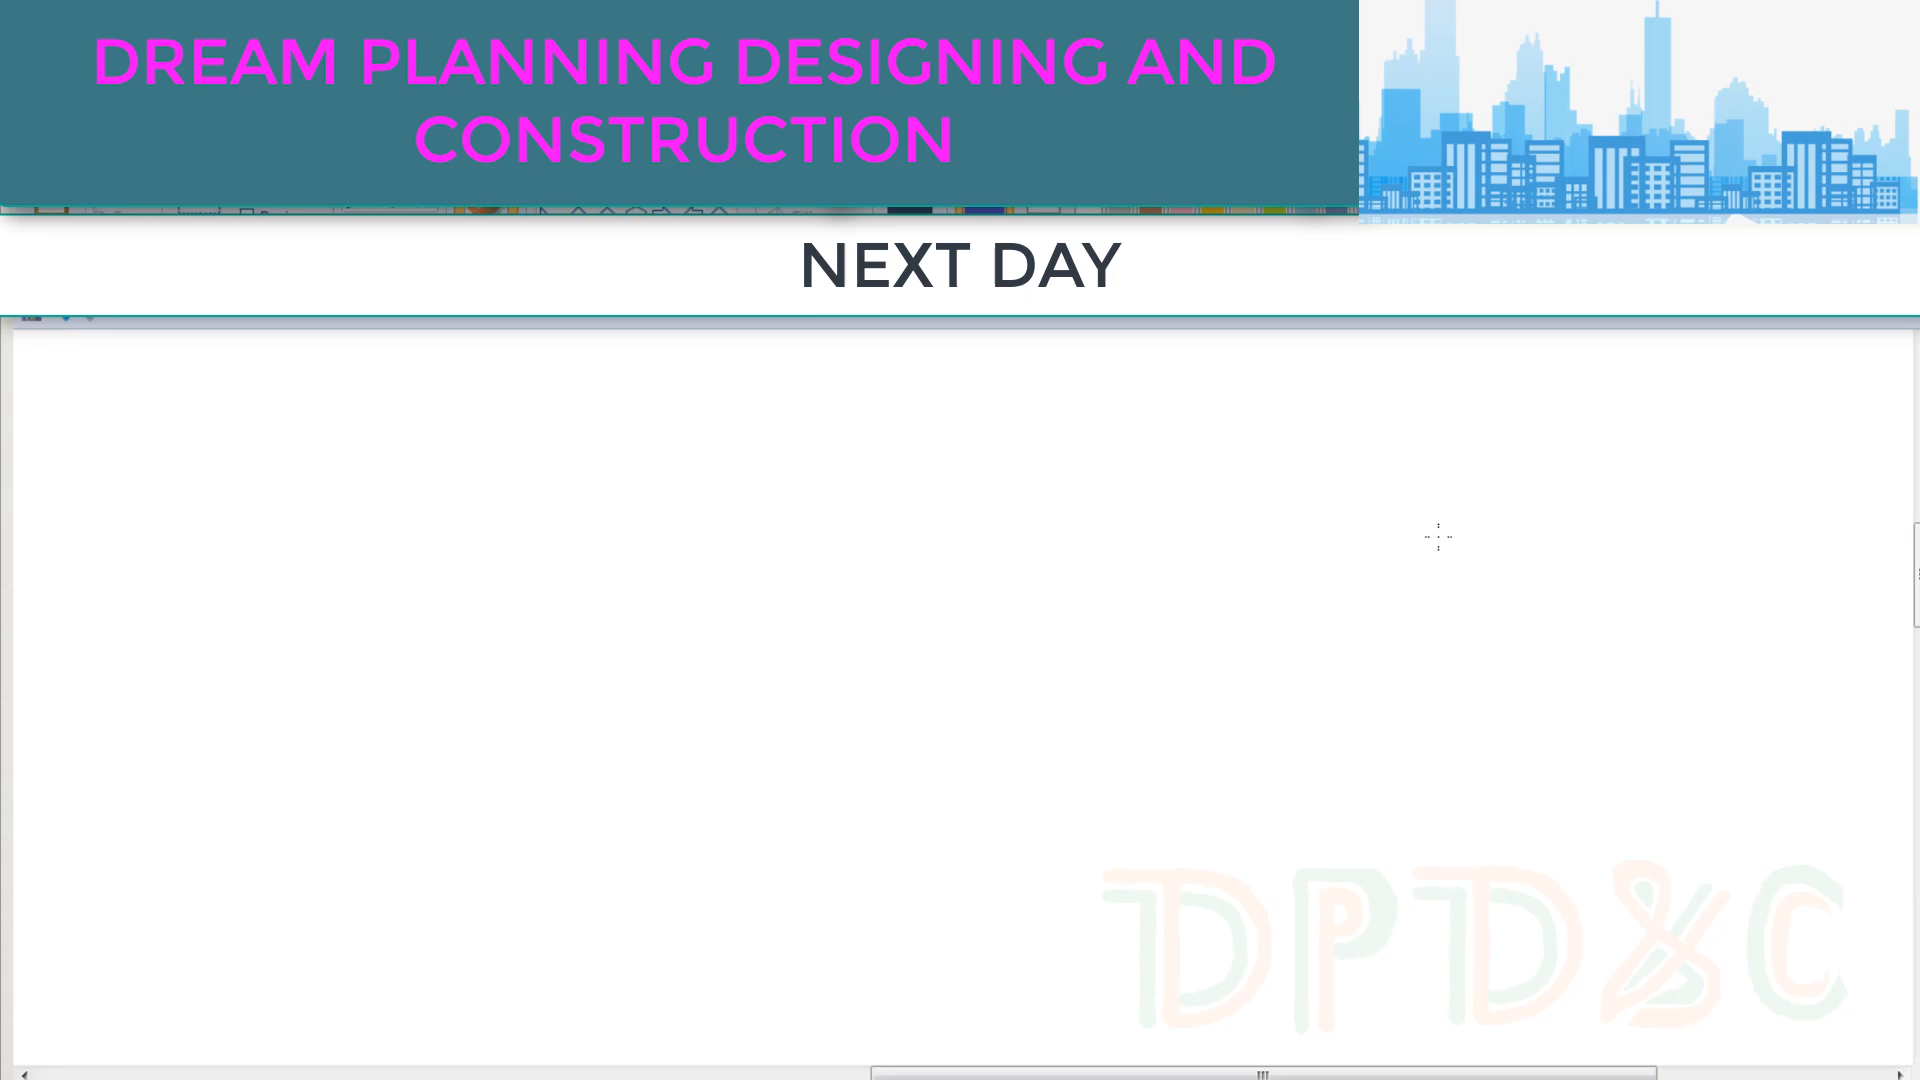 DREAM PLANNING DESIGNING AND
CONSTRUCTION
NEXT DAY
DPD&C